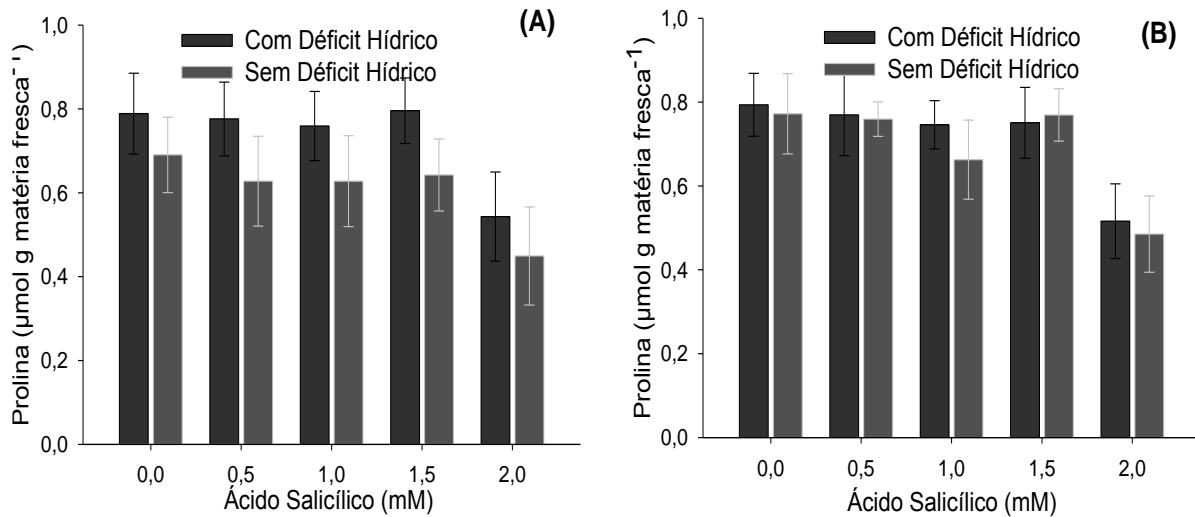 (A)
Com Déficit Hídrico
Sem Déficit Hídrico
Prolina (µmol g matéria fresca⁻¹)
1,0
0,8
0,6
0,4
0,2
0,0
0,0 0,5 1,0 1,5 2,0
Ácido Salicílico (mM)
(B)
Com Déficit Hídrico
Sem Déficit Hídrico
Prolina (µmol g matéria fresca⁻¹)
1,0
0,8
0,6
0,4
0,2
0,0
0,0 0,5 1,0 1,5 2,0
Ácido Salicílico (mM)